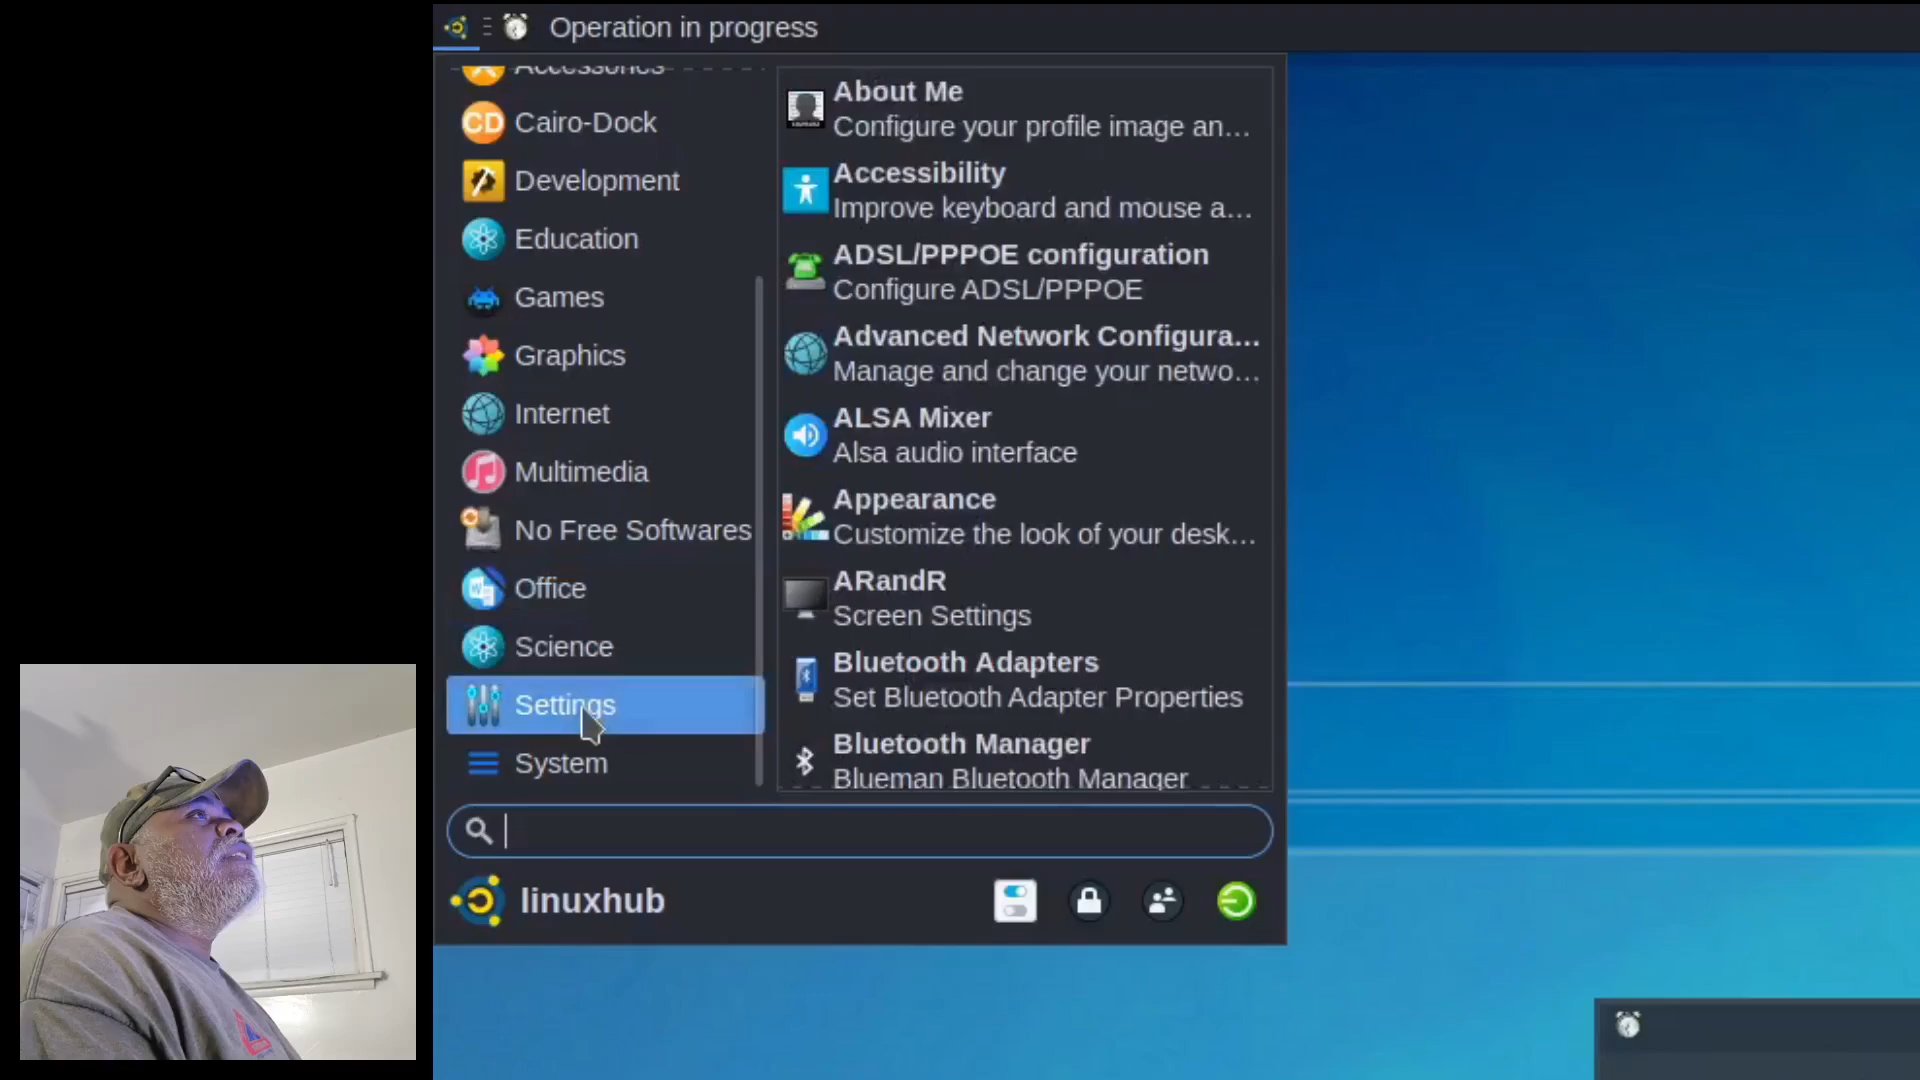 Operation in progress
Accessories
Cairo-Dock
Development
Education
Games
Graphics
Internet
Multimedia
No Free Softwares
Office
Science
Settings
System
About Me
Configure your profile image an...
Accessibility
Improve keyboard and mouse a...
ADSL/PPPOE configuration
Configure ADSL/PPPOE
Advanced Network Configura...
Manage and change your netwo...
ALSA Mixer
Alsa audio interface
Appearance
Customize the look of your desk...
ARandR
Screen Settings
Bluetooth Adapters
Set Bluetooth Adapter Properties
Bluetooth Manager
Blueman Bluetooth Manager
linuxhub